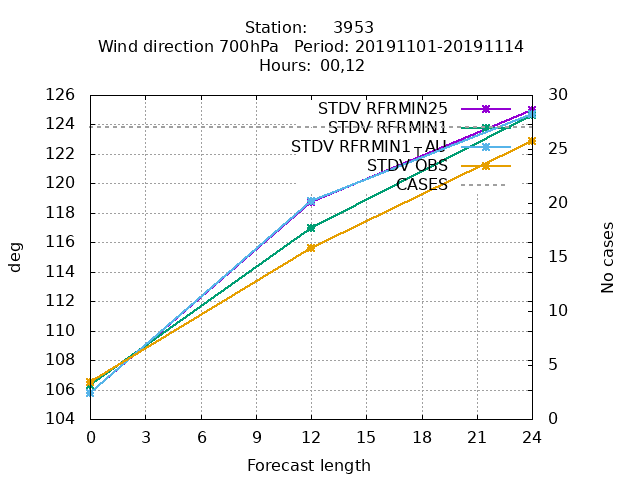 Station: 3953
Wind direction 700hPa Period: 20191101-20191114
Hours: 00,12
126
124
122
120
118
116
114
112
110
108
106
104
deg
STDV RFRMIN25
STDV RFRMIN1
STDV RFRMIN1_AU
STDV OBS
CASES
30
25
20
15
10
5
0
No cases
0 3 6 9 12 15 18 21 24
Forecast length